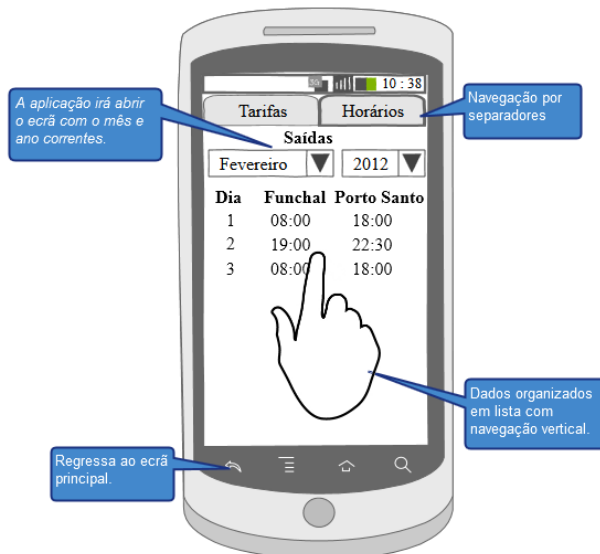 3G 10 : 38
A aplicação irá abrir
o ecrã com o mês e
ano correntes.
Tarifas Horários
Navegação por
separadores
Saídas
Fevereiro 2012
Dia Funchal Porto Santo
1 08:00 18:00
2 19:00 22:30
3 08:00 18:00
Dados organizados
em lista com
navegação vertical.
Regressa ao ecrã
principal.